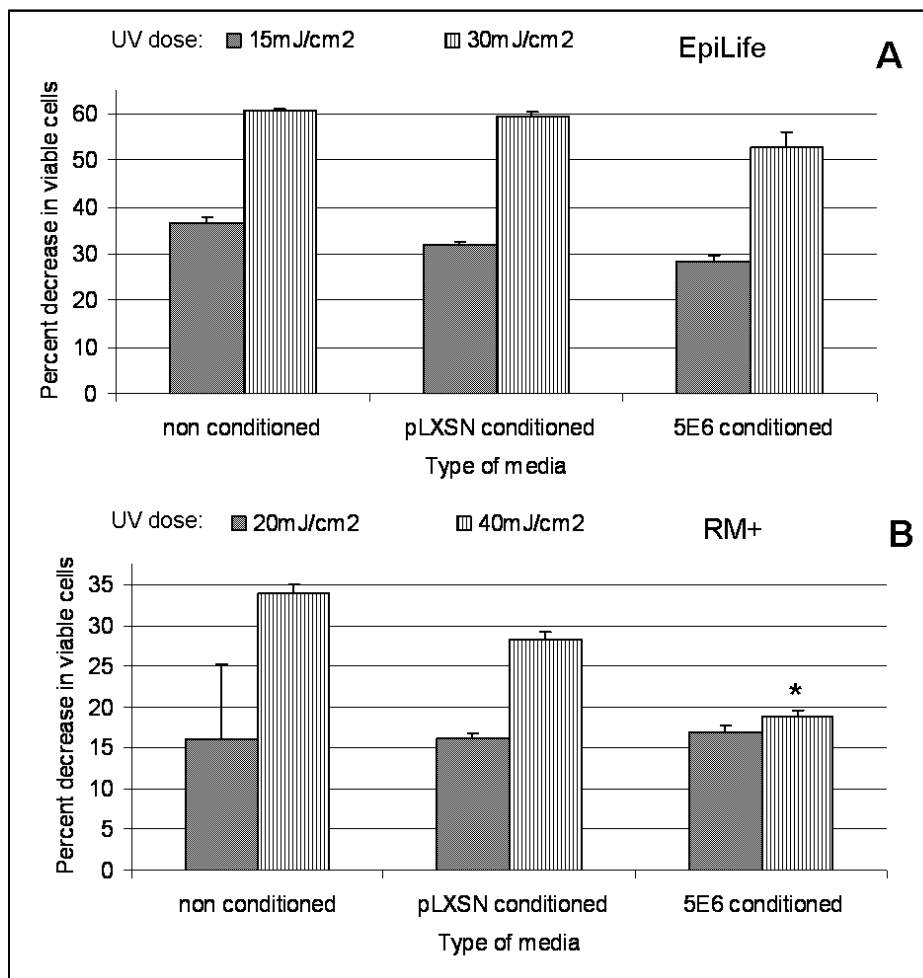 UV dose: 15mJ/cm2 30mJ/cm2 EpiLife A
Percent decrease in viable cells
60
50
40
30
20
10
0
non conditioned pLXSN conditioned 5E6 conditioned
Type of media
UV dose: 20mJ/cm2 40mJ/cm2 RM+ B
Percent decrease in viable cells
35
30
25
20
15
10
5
0
*
non conditioned pLXSN conditioned 5E6 conditioned
Type of media